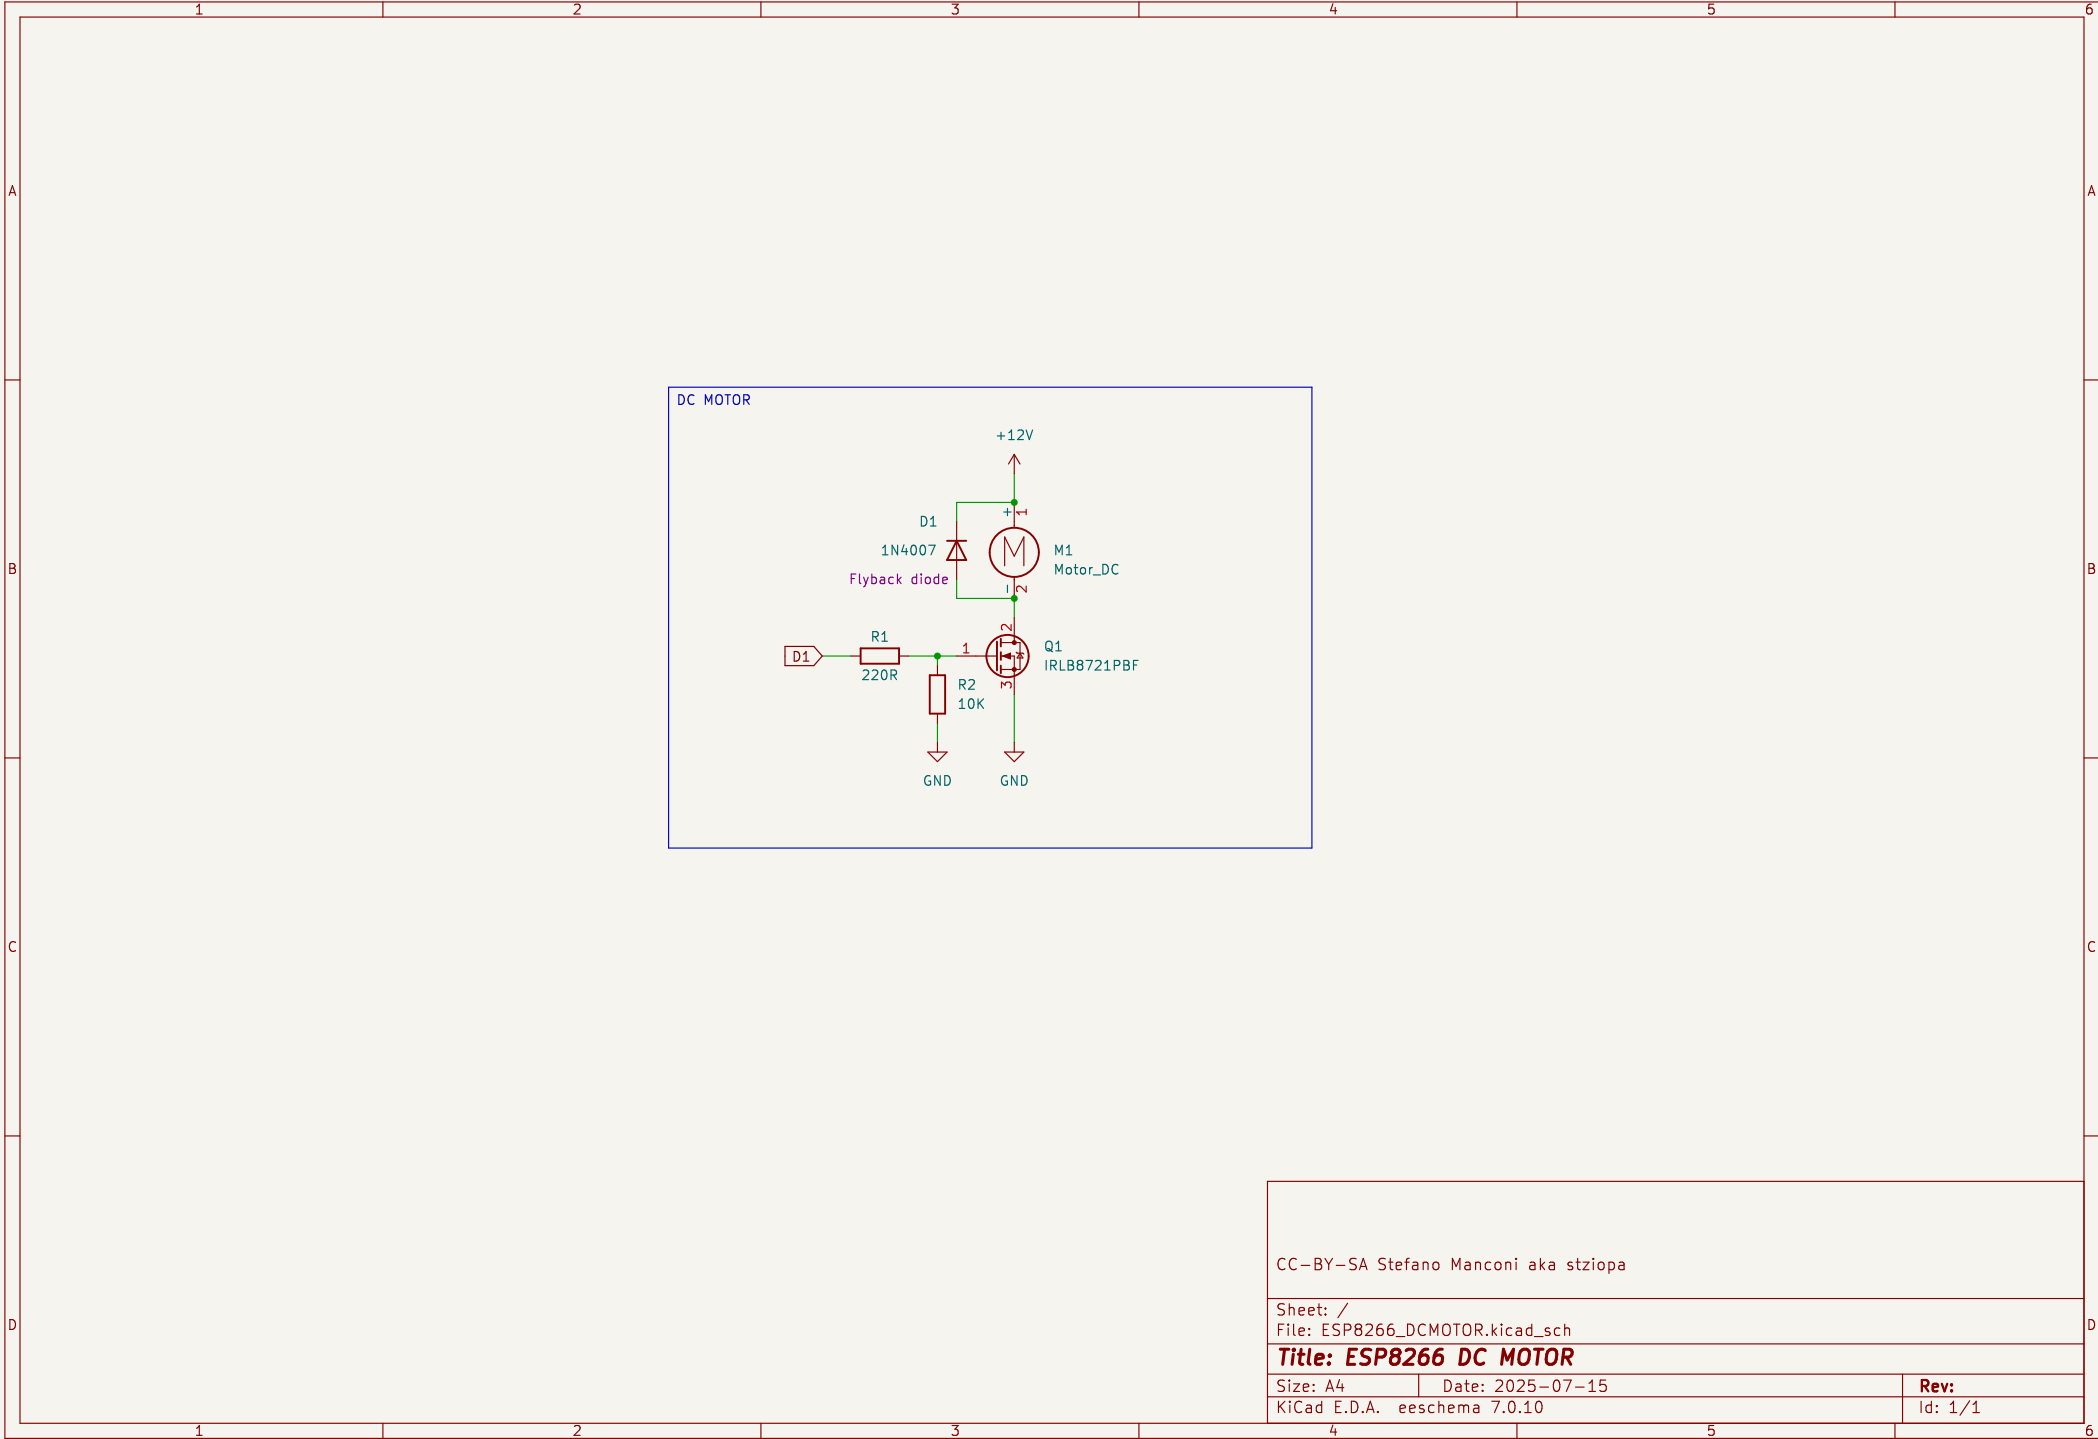 1 2 3 4 5 6
A A
DC MOTOR
+12V
+ 1
D1
1N4007
Flyback diode
M
M1
Motor_DC
- 2
B B
D1
R1
220R
1
2
3
Q1
IRLB8721PBF
R2
10K
GND GND
C C
CC-BY-SA Stefano Manconi aka stziopa
Sheet: /
File: ESP8266_DCMOTOR.kicad_sch
D D
Title: ESP8266 DC MOTOR
Size: A4 Date: 2025-07-15 Rev:
KiCad E.D.A. eeschema 7.0.10 Id: 1/1
1 2 3 4 5 6